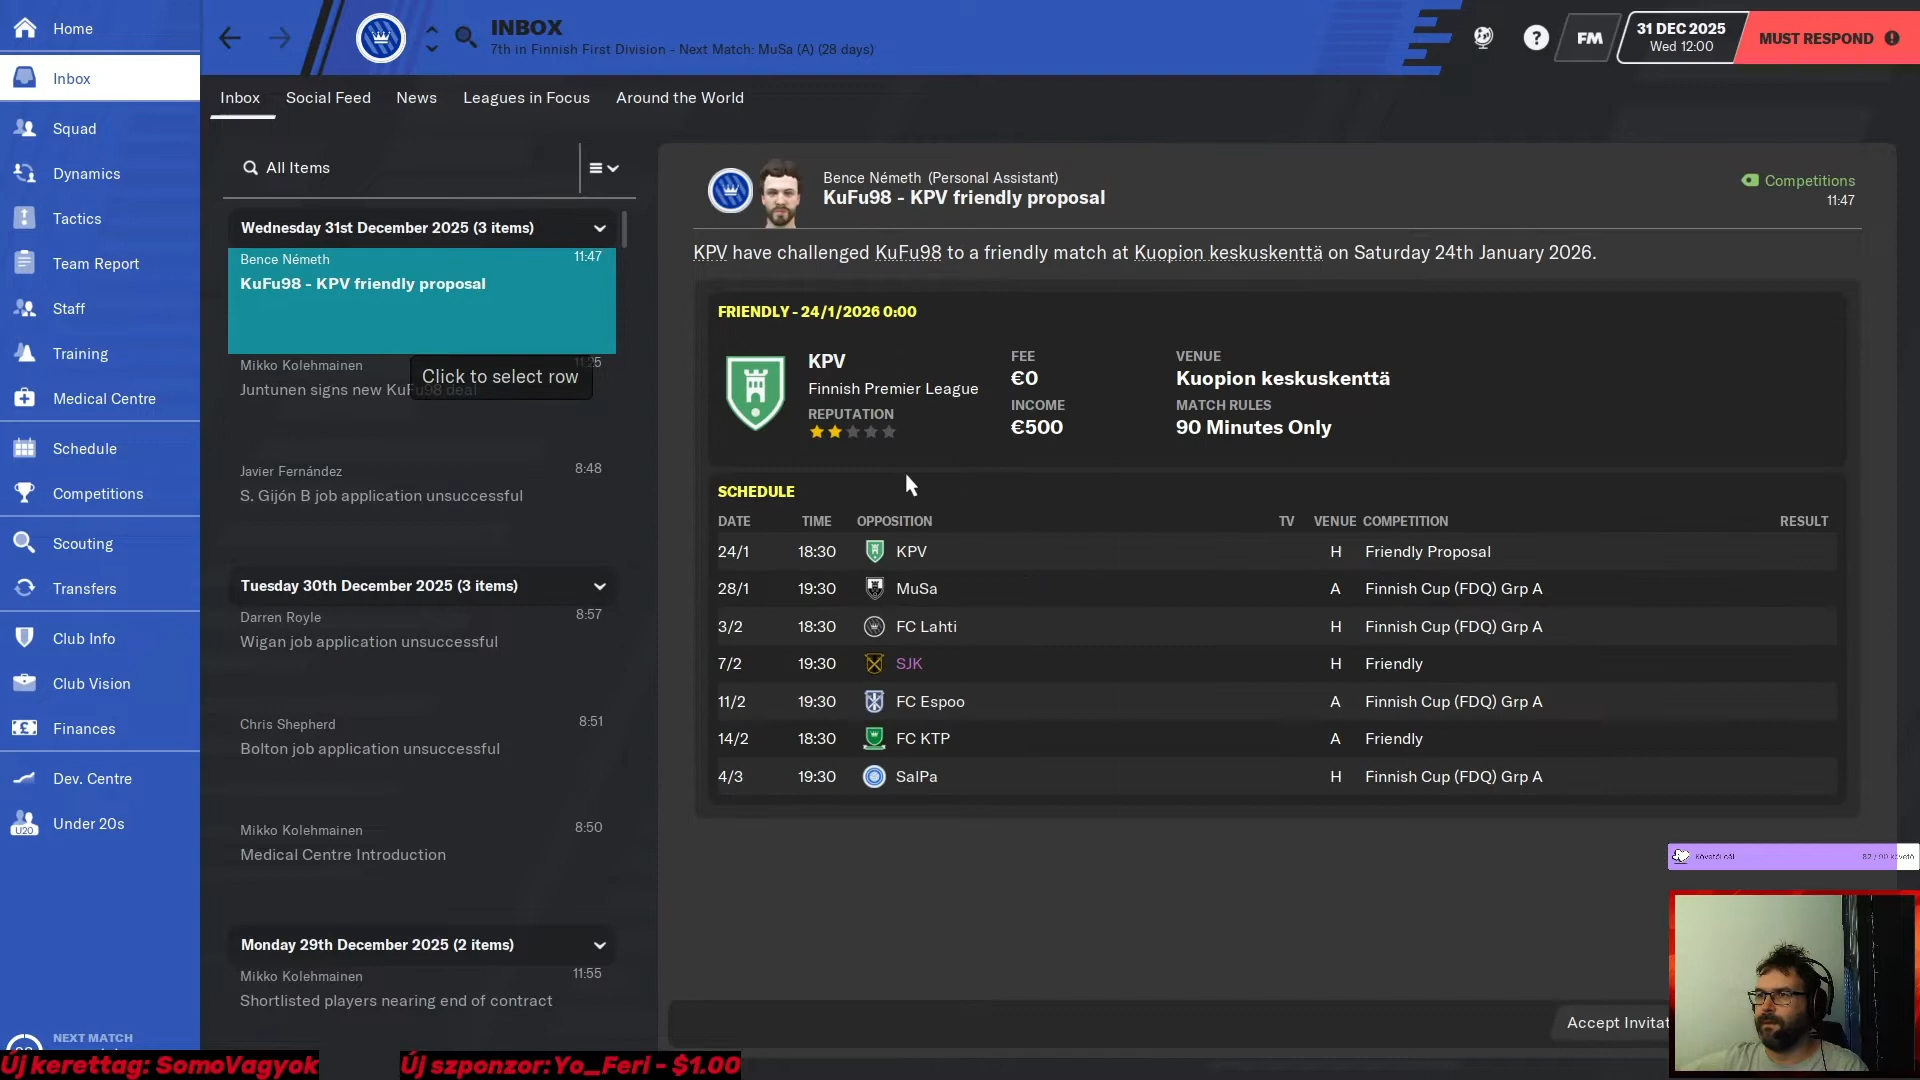 Home
Inbox
Squad
Dynamics
Tactics
Team Report
Staff
Training
Medical Centre
Schedule
Competitions
Scouting
Transfers
Club Info
Club Vision
Finances
Dev. Centre
U20
Under 20s
NEXT MATCH
INBOX
7th in Finnish First Division - Next Match: MuSa (A) (28 days)
?
FM
31 DEC 2025
Wed 12:00
MUST RESPOND
Inbox
Social Feed
News
Leagues in Focus
Around the World
All Items
Wednesday 31st December 2025 (3 items)
Bence Németh
11:47
KuFu98 - KPV friendly proposal
Mikko Kolehmainen
11:25
Juntunen signs new KuFu98 deal
Click to select row
Javier Fernández
8:48
S. Gijón B job application unsuccessful
Tuesday 30th December 2025 (3 items)
Darren Royle
8:57
Wigan job application unsuccessful
Chris Shepherd
8:51
Bolton job application unsuccessful
Mikko Kolehmainen
8:50
Medical Centre Introduction
Monday 29th December 2025 (2 items)
Mikko Kolehmainen
11:55
Shortlisted players nearing end of contract
Bence Németh (Personal Assistant)
KuFu98 - KPV friendly proposal
Competitions
11:47
KPV have challenged KuFu98 to a friendly match at Kuopion keskuskenttä on Saturday 24th January 2026.
FRIENDLY - 24/1/2026 0:00
KPV
Finnish Premier League
REPUTATION
FEE
€0
INCOME
€500
VENUE
Kuopion keskuskenttä
MATCH RULES
90 Minutes Only
SCHEDULE
DATE TIME OPPOSITION TV VENUE COMPETITION RESULT
24/1 18:30 KPV H Friendly Proposal
28/1 19:30 MuSa A Finnish Cup (FDQ) Grp A
3/2 18:30 FC Lahti H Finnish Cup (FDQ) Grp A
7/2 19:30 SJK H Friendly
11/2 19:30 FC Espoo A Finnish Cup (FDQ) Grp A
14/2 18:30 FC KTP A Friendly
4/3 19:30 SalPa H Finnish Cup (FDQ) Grp A
Követői cél
82 / 90 követő
Accept Invitat
Új kerettag: SomoVagyok
Új szponzor: Yo_Feri - $1.00